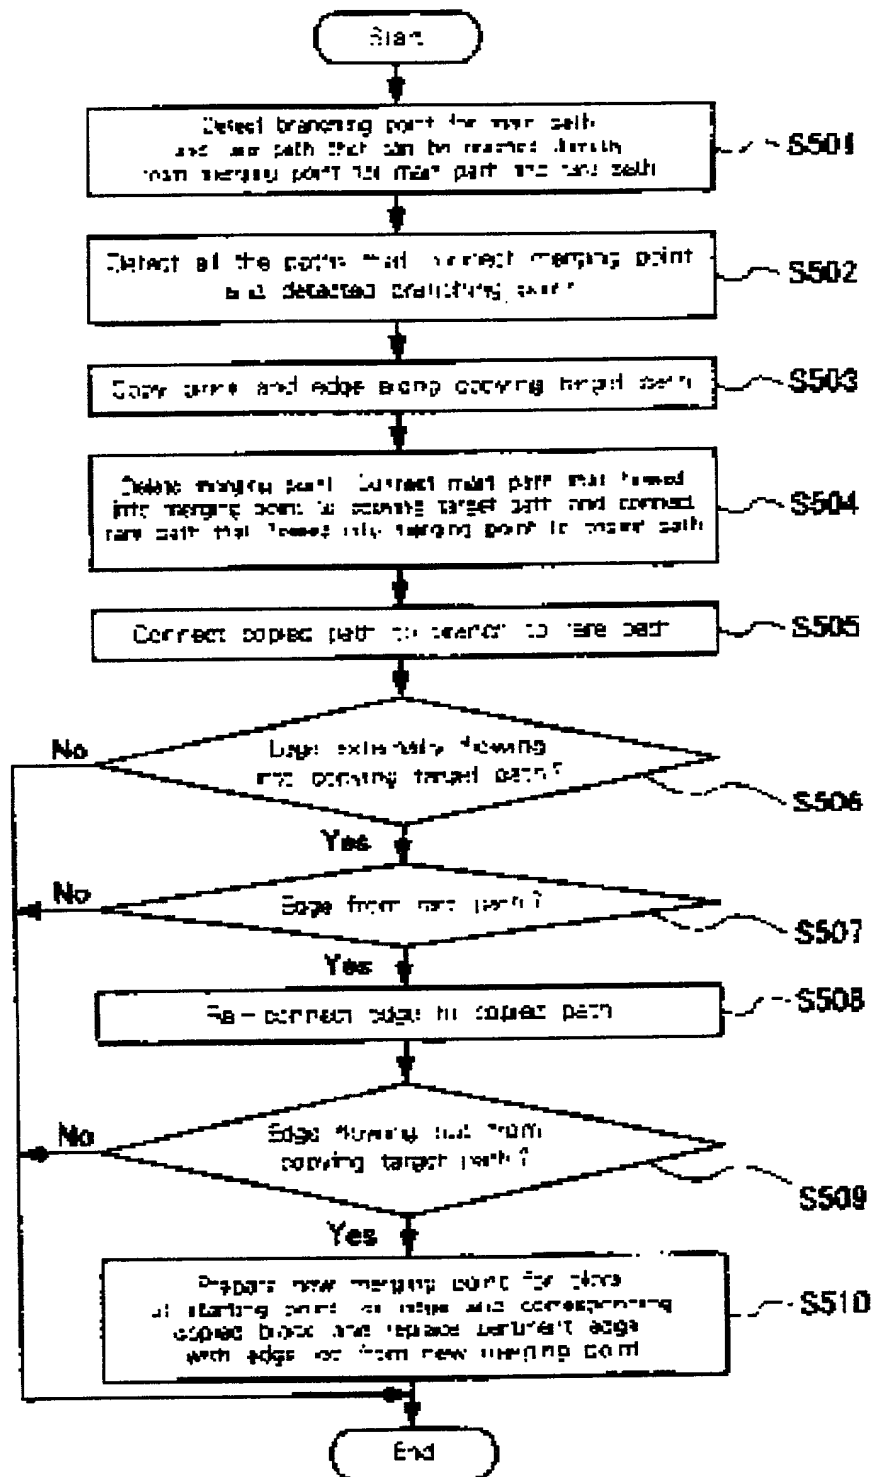 Start
Detect branching point for main path
and rare path that can be reached directly
from merging point for main path and rare path
S501
Detect all the paths that connect merging point
and detected branching point
S502
Copy and edge along copying target path
S503
Delete merging point. Connect main path that flowed
into merging point to copying target path and connect
rare path that flowed into merging point to copied path
S504
Connect copied path to branch to rare path
S505
Edge externally flowing
into copying target path?
S506
No
Yes
Edge from rare path?
S507
No
Yes
Re-connect edge to copied path
S508
Edge flowing out from
copying target path?
S509
No
Yes
Prepare new merging point for block
at starting point of edge and corresponding
copied block and replace pertinent edge
with edge from new merging point
S510
End